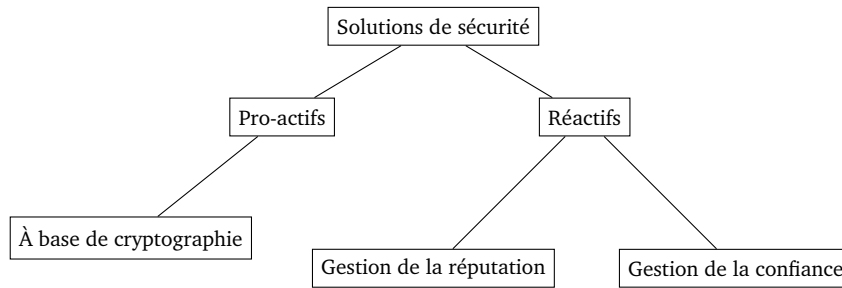 Solutions de sécurité
Pro-actifs
Réactifs
À base de cryptographie
Gestion de la réputation
Gestion de la confiance